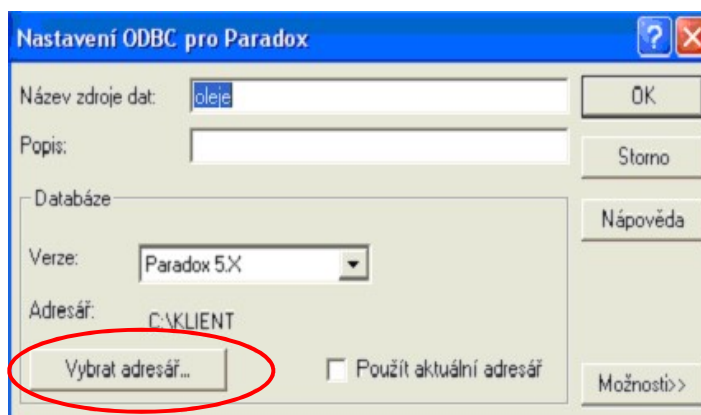 Nastavení ODBC pro Paradox
Název zdroje dat: oleje
OK
Popis:
Storno
Databáze
Nápověda
Verze: Paradox 5.X
Adresář: C:\KLIENT
Vybrat adresář...
Použít aktuální adresář
Možnosti>>